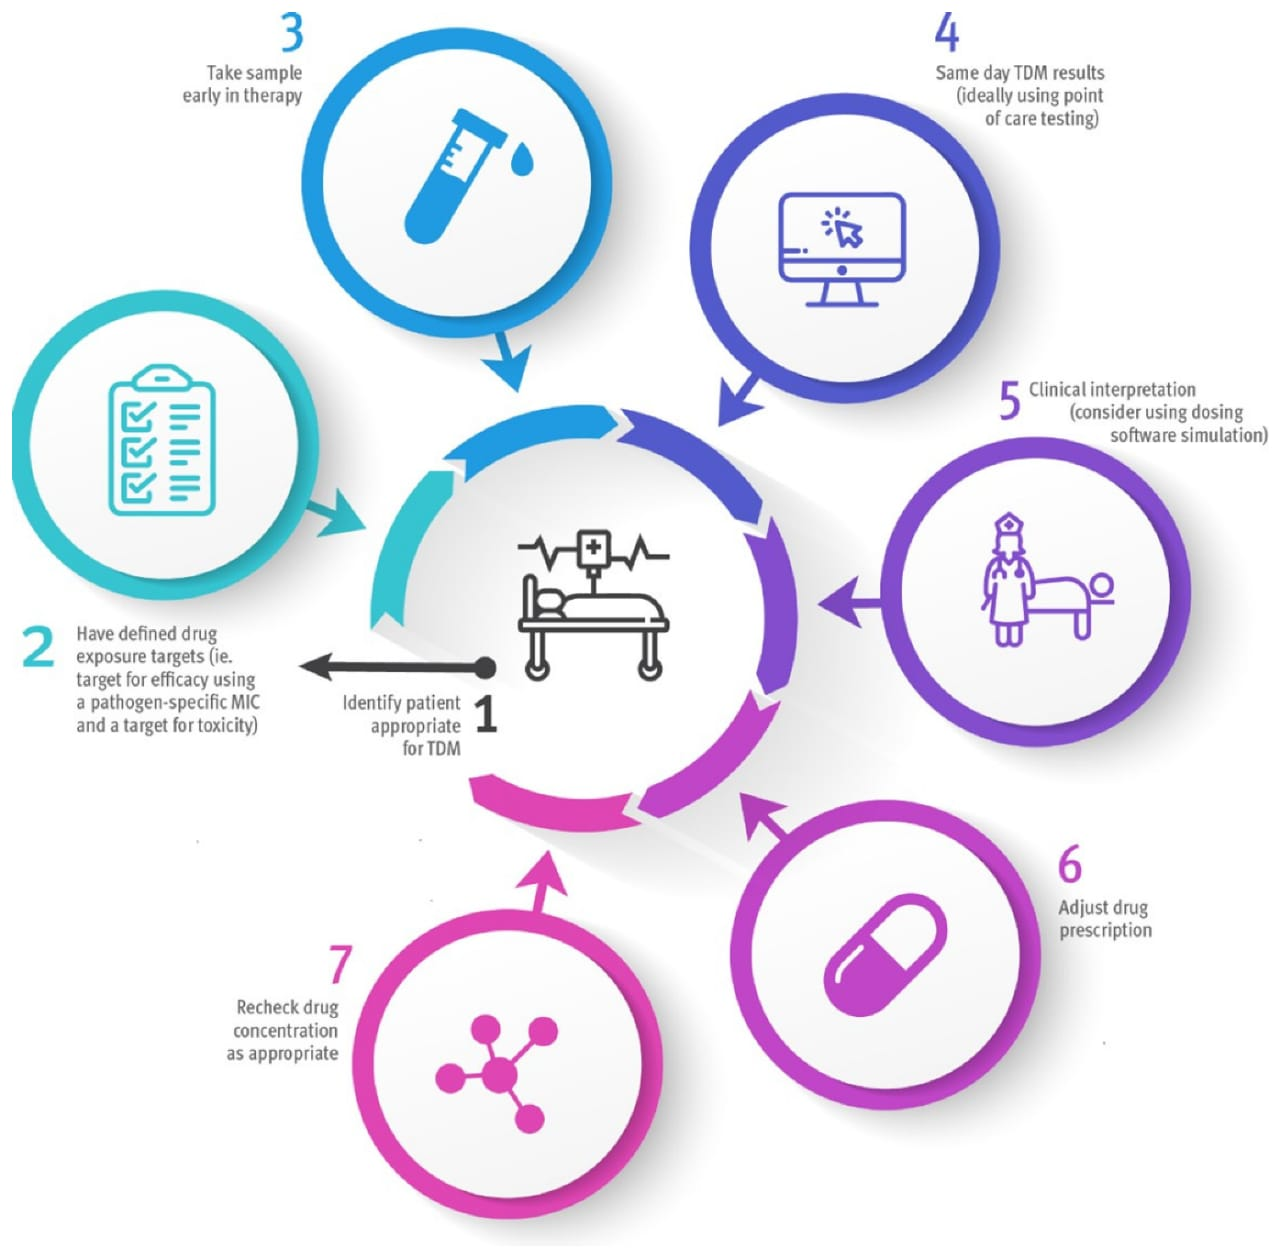 1
Identify patient
appropriate
for TDM
2
Have defined drug
exposure targets (ie.
target for efficacy using
a pathogen-specific MIC
and a target for toxicity)
3
Take sample
early in therapy
4
Same day TDM results
(ideally using point
of care testing)
5
Clinical interpretation
(consider using dosing
software simulation)
6
Adjust drug
prescription
7
Recheck drug
concentration
as appropriate